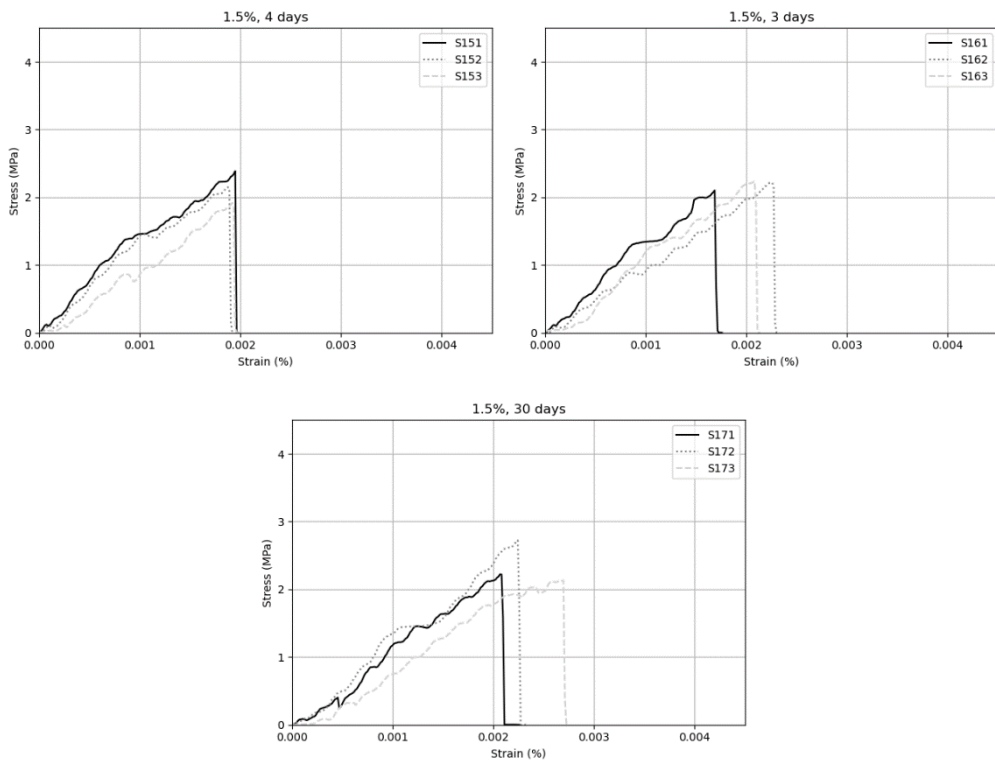 1.5%, 4 days
S151
S152
S153
Stress (MPa)
4
3
2
1
0
0.000 0.001 0.002 0.003 0.004
Strain (%)
1.5%, 3 days
S161
S162
S163
Stress (MPa)
4
3
2
1
0
0.000 0.001 0.002 0.003 0.004
Strain (%)
1.5%, 30 days
S171
S172
S173
Stress (MPa)
4
3
2
1
0
0.000 0.001 0.002 0.003 0.004
Strain (%)